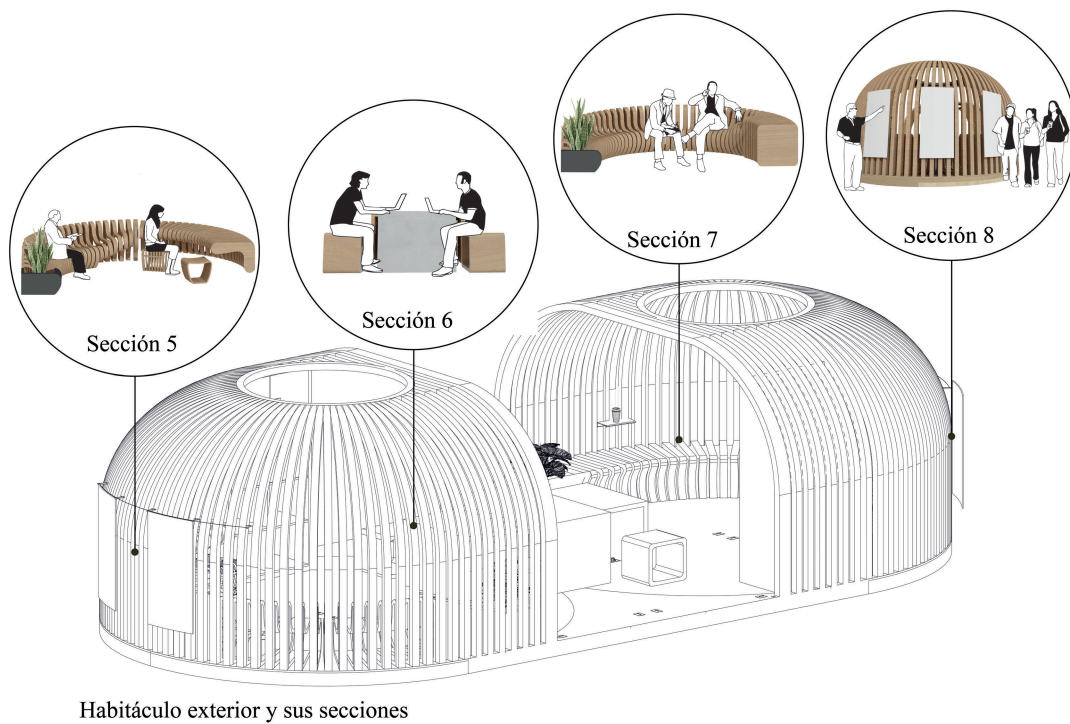 Sección 5
Sección 6
Sección 7
Sección 8
Habitáculo exterior y sus secciones